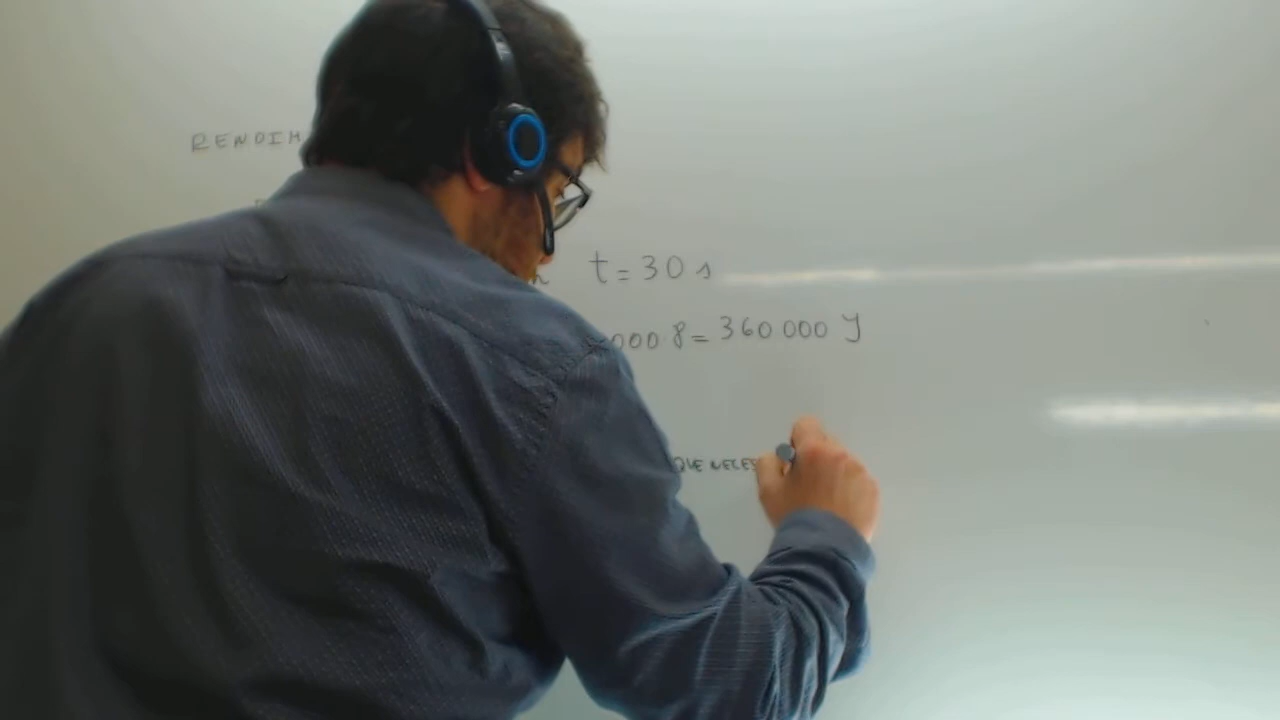 RENDIM
t = 30 s
000 · 8 = 360 000 J
QUE NECES